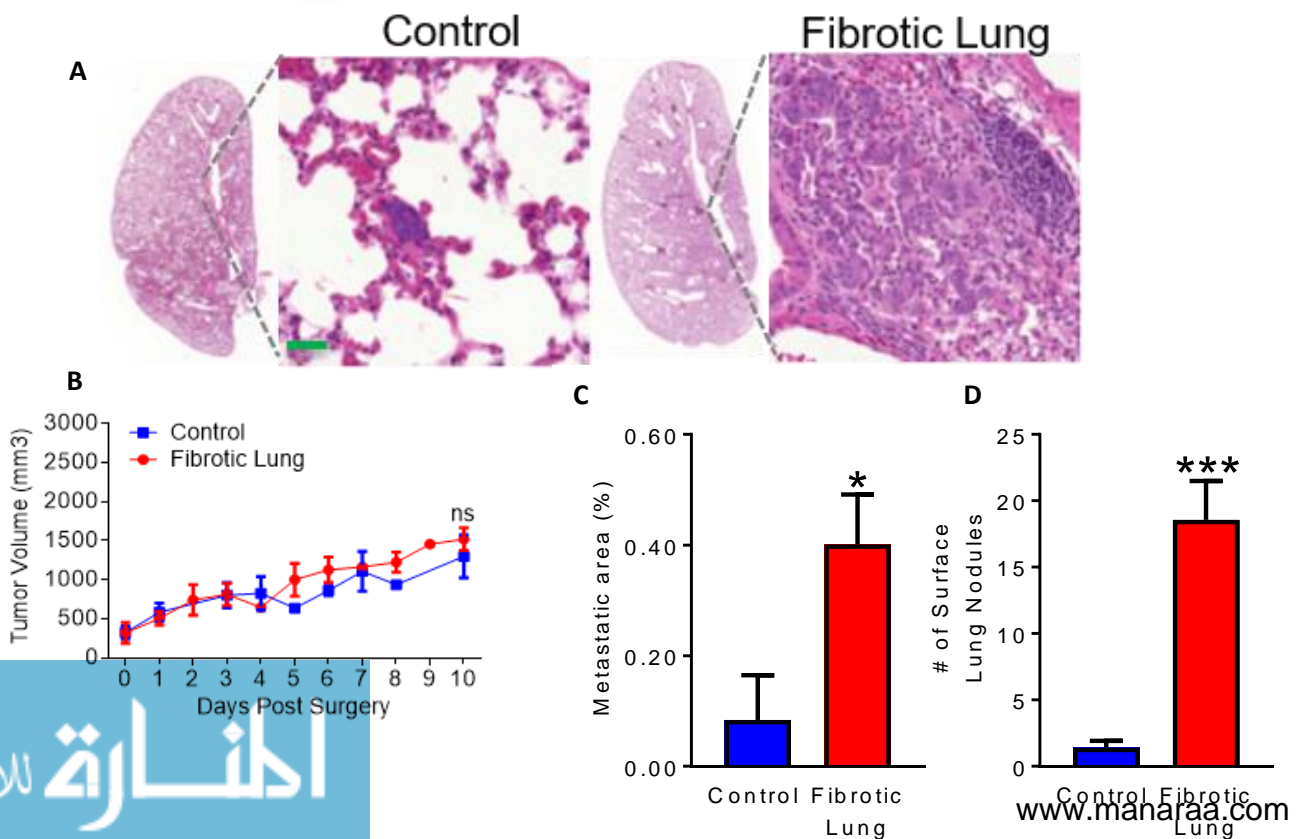 Control
Fibrotic Lung
A
B
3000
2500
2000
1500
1000
500
0
Tumor Volume (mm3)
Control
Fibrotic Lung
ns
0 1 2 3 4 5 6 7 8 9 10
Days Post Surgery
C
0.60
0.40
0.20
0.00
Metastatic area (%)
*
Control Fibrotic
Lung
D
25
20
15
10
5
0
# of Surface
Lung Nodules
***
Control Fibrotic
Lung
المنارة
www.manaraa.com